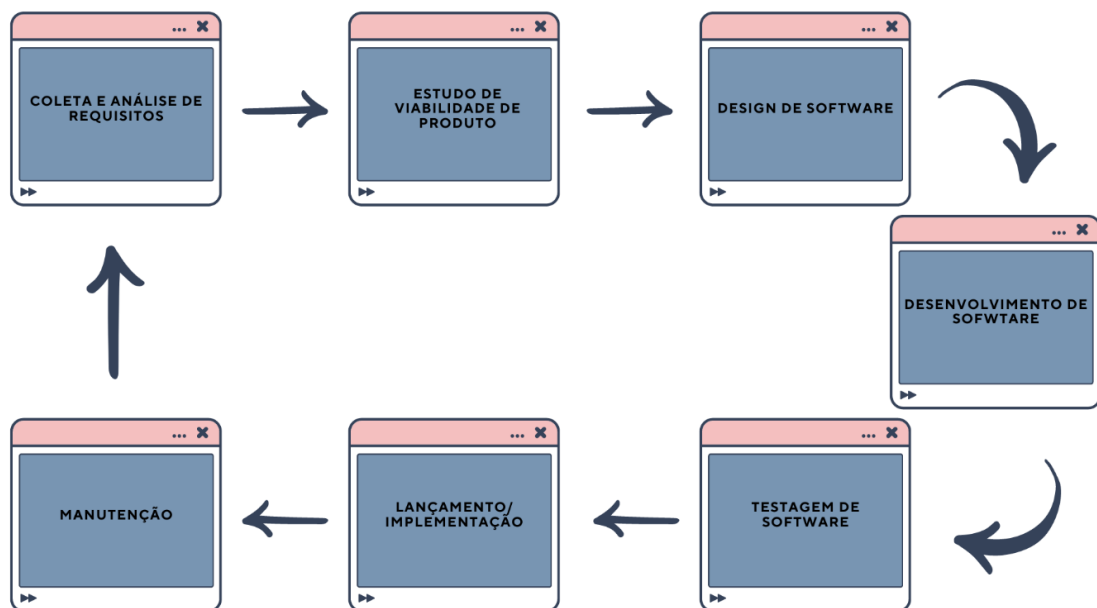 COLETA E ANÁLISE DE
REQUISITOS
ESTUDO DE
VIABILIDADE DE
PRODUTO
DESIGN DE SOFTWARE
DESENVOLVIMENTO DE
SOFWTARE
TESTAGEM DE
SOFTWARE
LANÇAMENTO/
IMPLEMENTAÇÃO
MANUTENÇÃO